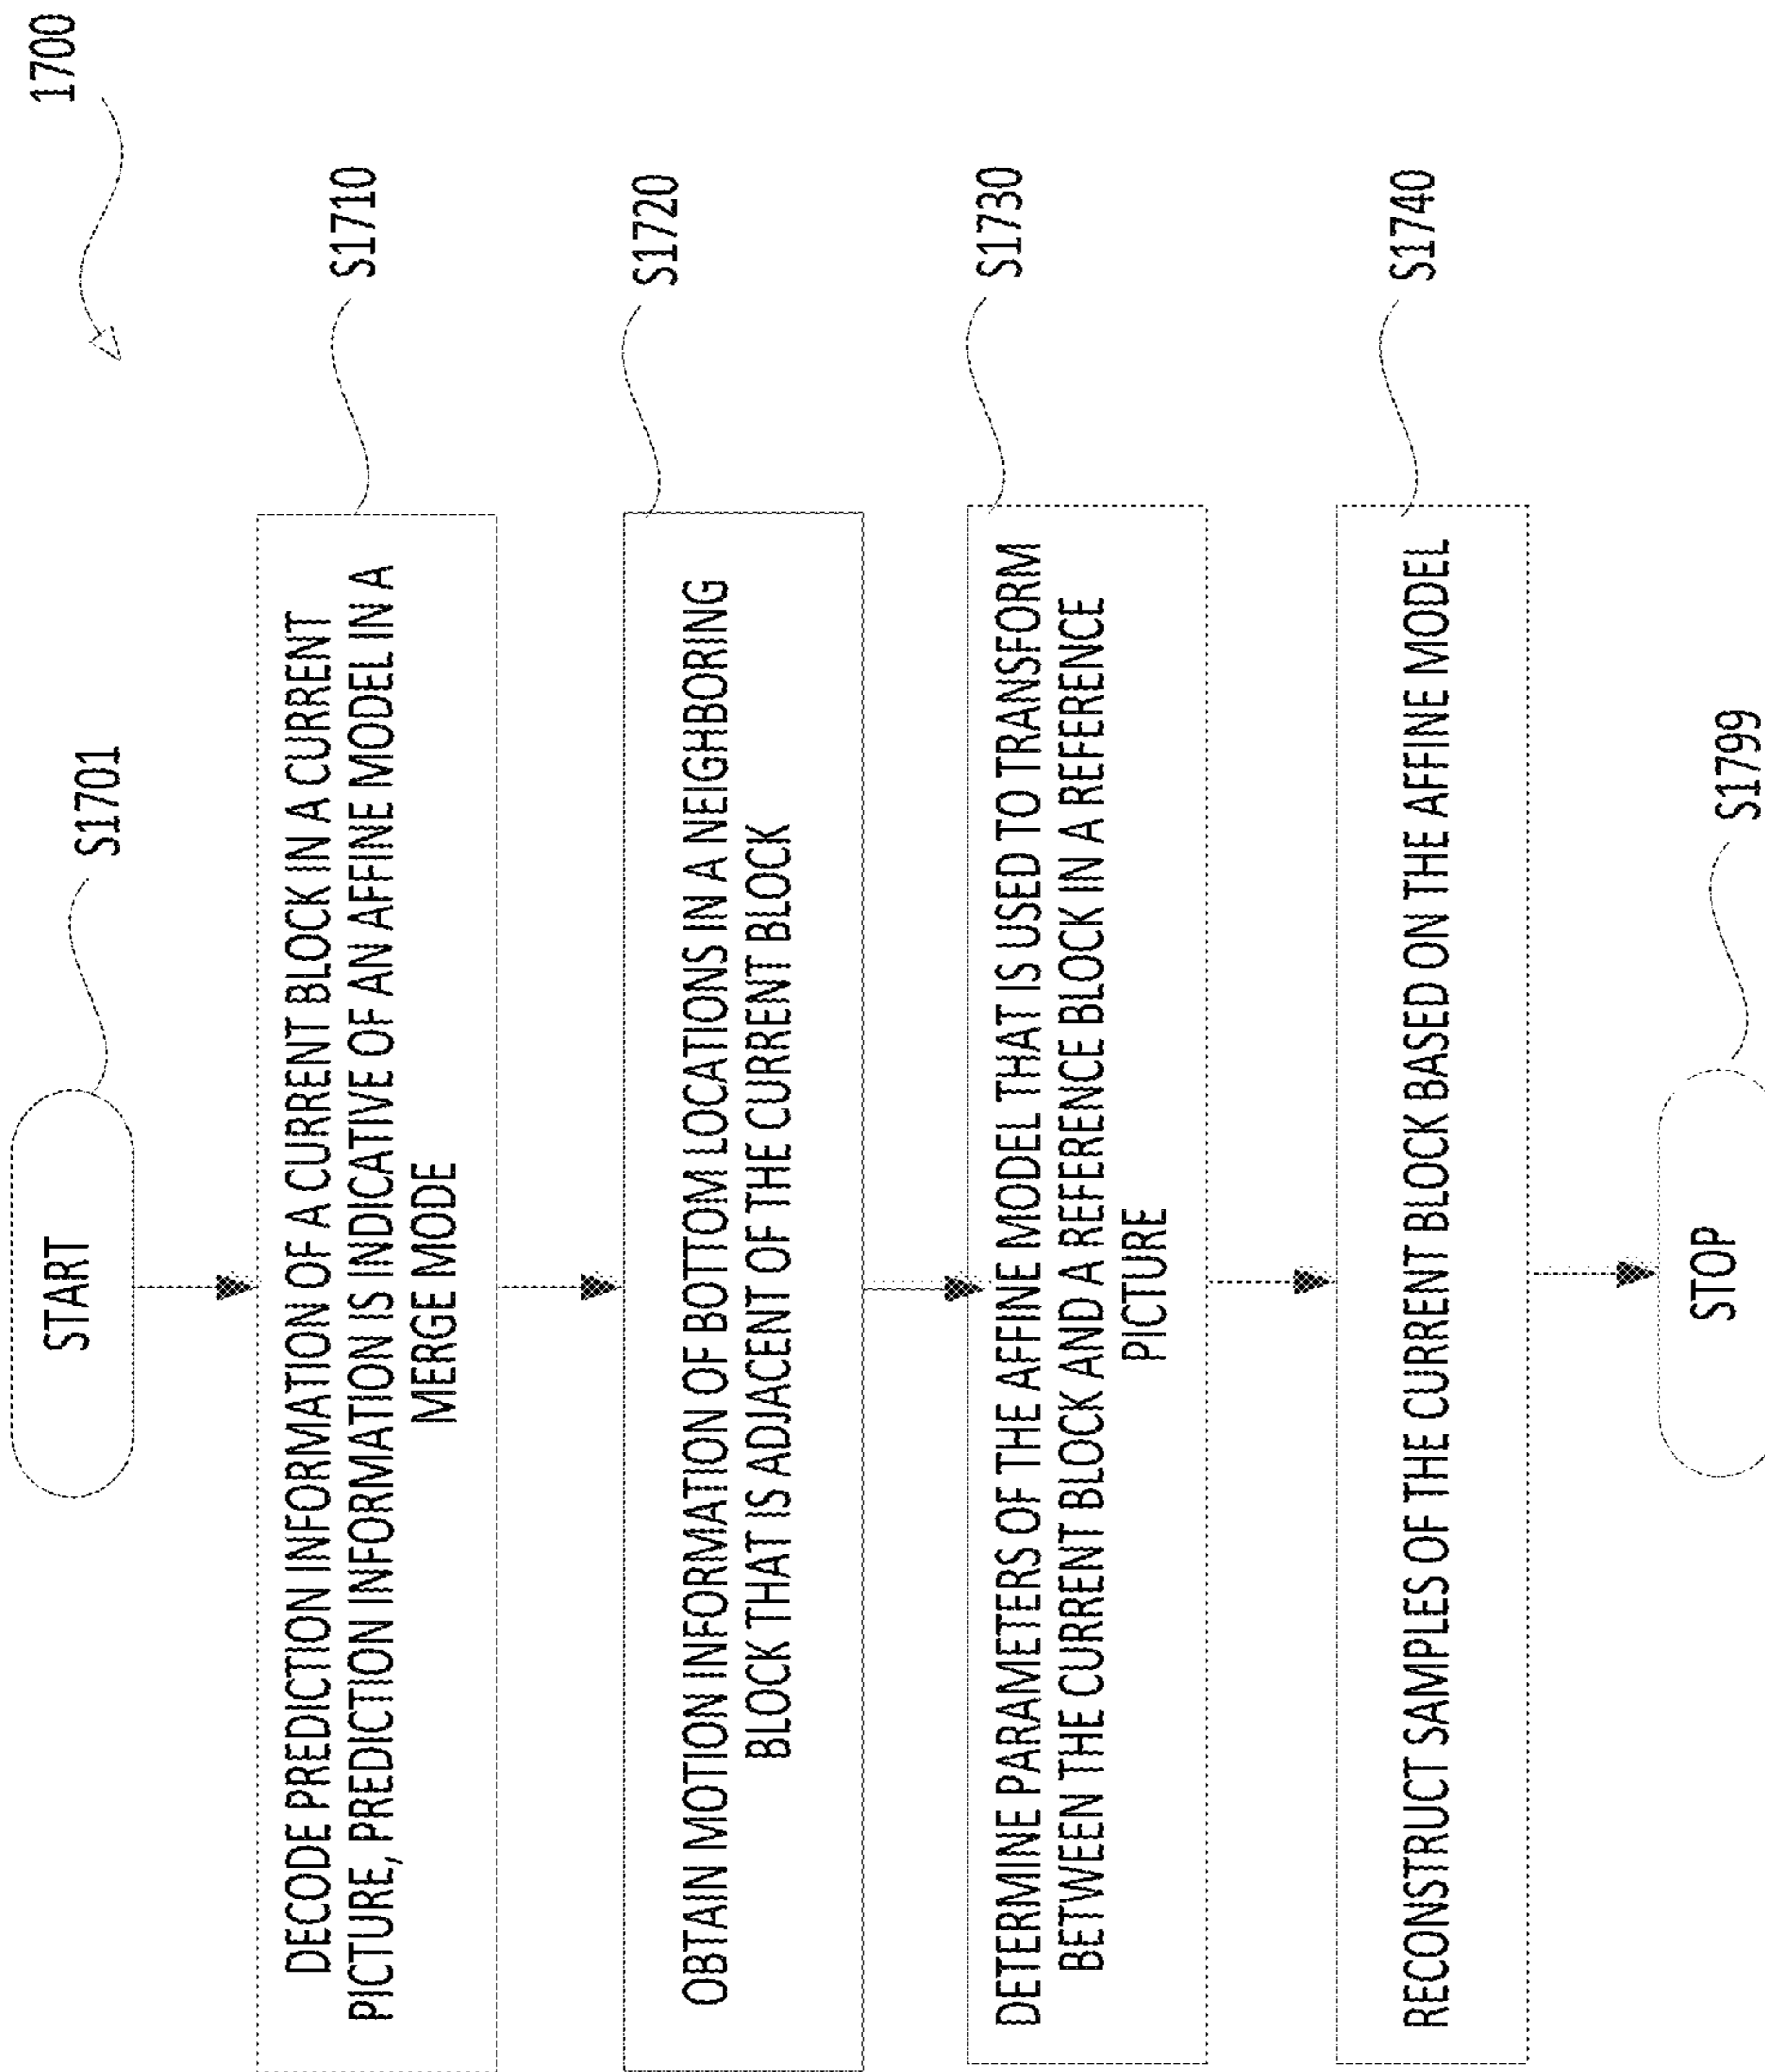 1700
START
S1701
DECODE PREDICTION INFORMATION OF A CURRENT BLOCK IN A CURRENT
PICTURE, PREDICTION INFORMATION IS INDICATIVE OF AN AFFINE MODEL IN A
MERGE MODE
S1710
OBTAIN MOTION INFORMATION OF BOTTOM LOCATIONS IN A NEIGHBORING
BLOCK THAT IS ADJACENT OF THE CURRENT BLOCK
S1720
DETERMINE PARAMETERS OF THE AFFINE MODEL THAT IS USED TO TRANSFORM
BETWEEN THE CURRENT BLOCK AND A REFERENCE BLOCK IN A REFERENCE
PICTURE
S1730
RECONSTRUCT SAMPLES OF THE CURRENT BLOCK BASED ON THE AFFINE MODEL
S1740
STOP
S1799